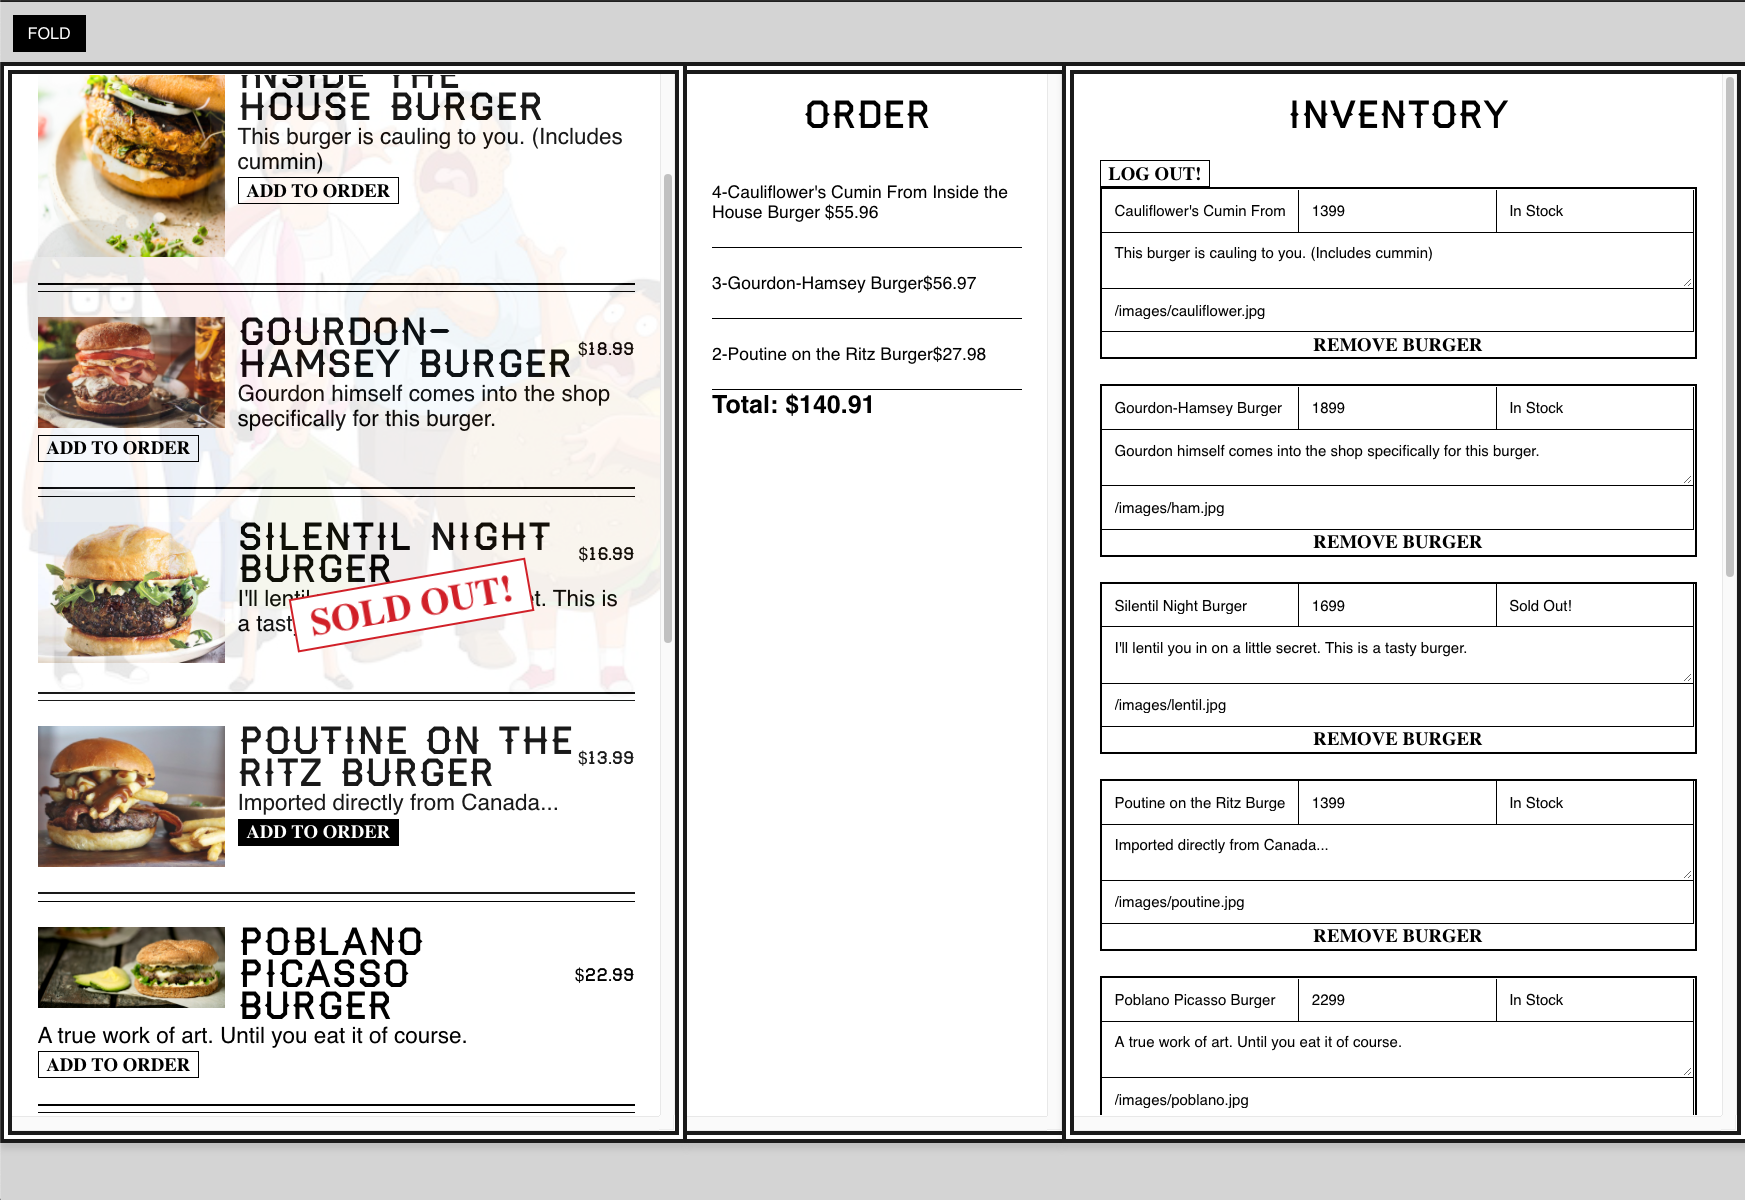 FOLD
INSIDE THE
HOUSE BURGER
This burger is cauling to you. (Includes
cummin)
ADD TO ORDER
GOURDON-
HAMSEY BURGER
$18.99
Gourdon himself comes into the shop
specifically for this burger.
ADD TO ORDER
SILENTIL NIGHT
BURGER
$16.99
I'll lent t. This is
a tast
SOLD OUT!
POUTINE ON THE
RITZ BURGER
$13.99
Imported directly from Canada...
ADD TO ORDER
POBLANO
PICASSO
BURGER
$22.99
A true work of art. Until you eat it of course.
ADD TO ORDER
ORDER
4-Cauliflower's Cumin From Inside the
House Burger $55.96
3-Gourdon-Hamsey Burger$56.97
2-Poutine on the Ritz Burger$27.98
Total: $140.91
INVENTORY
LOG OUT!
Cauliflower's Cumin From 1399 In Stock
This burger is cauling to you. (Includes cummin)
/images/cauliflower.jpg
REMOVE BURGER
Gourdon-Hamsey Burger 1899 In Stock
Gourdon himself comes into the shop specifically for this burger.
/images/ham.jpg
REMOVE BURGER
Silentil Night Burger 1699 Sold Out!
I'll lentil you in on a little secret. This is a tasty burger.
/images/lentil.jpg
REMOVE BURGER
Poutine on the Ritz Burge 1399 In Stock
Imported directly from Canada...
/images/poutine.jpg
REMOVE BURGER
Poblano Picasso Burger 2299 In Stock
A true work of art. Until you eat it of course.
/images/poblano.jpg